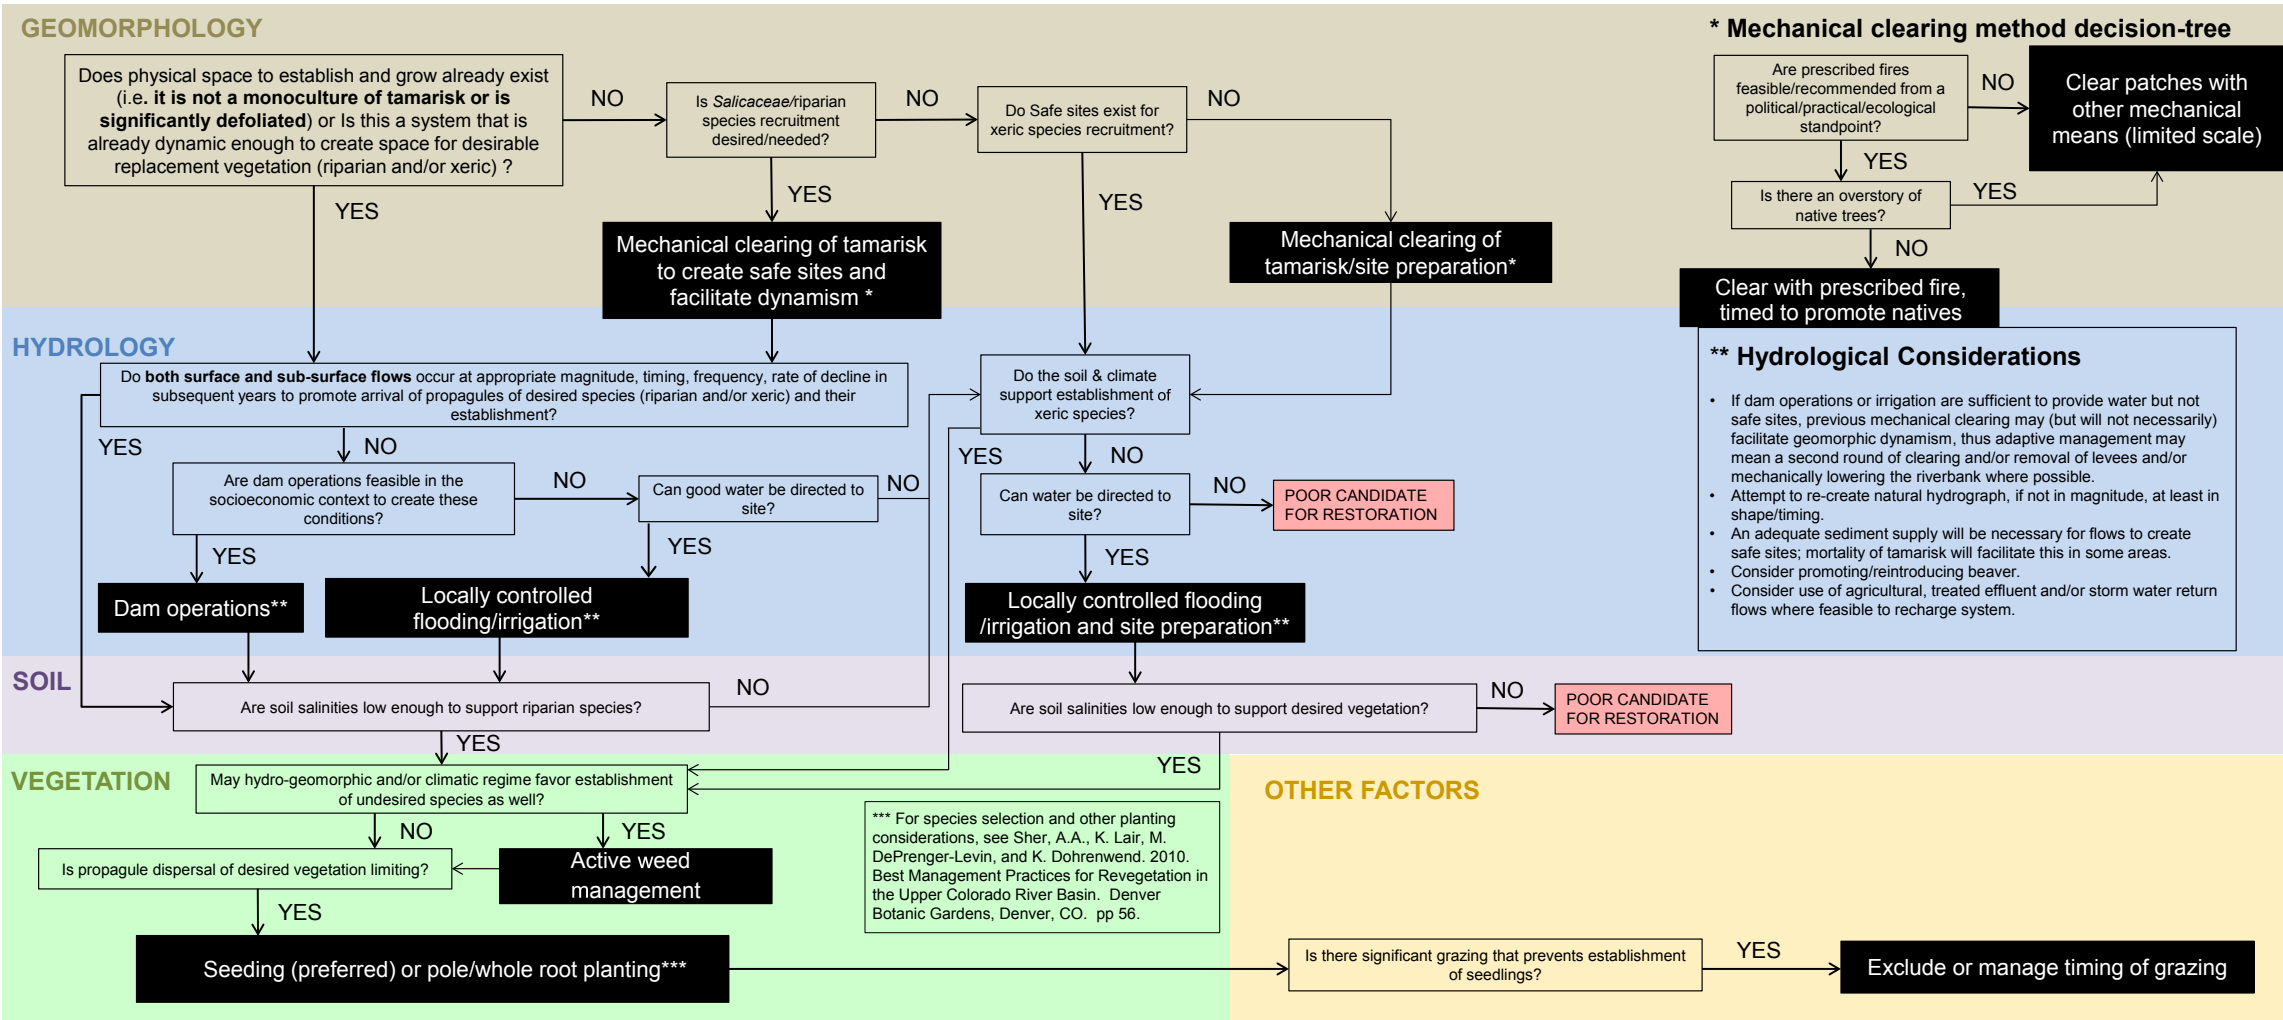 GEOMORPHOLOGY
Does physical space to establish and grow already exist
(i.e. it is not a monoculture of tamarisk or is
significantly defoliated) or Is this a system that is
already dynamic enough to create space for desirable
replacement vegetation (riparian and/or xeric) ?
NO
Is Salicaceae/riparian
species recruitment
desired/needed?
NO
Do Safe sites exist for
xeric species recruitment?
NO
YES
YES
YES
Mechanical clearing of tamarisk
to create safe sites and
facilitate dynamism *
Mechanical clearing of
tamarisk/site preparation*
* Mechanical clearing method decision-tree
Are prescribed fires
feasible/recommended from a
political/practical/ecological
standpoint?
NO
Clear patches with
other mechanical
means (limited scale)
YES
Is there an overstory of
native trees?
YES
NO
Clear with prescribed fire,
timed to promote natives
HYDROLOGY
Do both surface and sub-surface flows occur at appropriate magnitude, timing, frequency, rate of decline in
subsequent years to promote arrival of propagules of desired species (riparian and/or xeric) and their
establishment?
YES
NO
Are dam operations feasible in the
socioeconomic context to create these
conditions?
NO
Can good water be directed to
site?
NO
YES
YES
Dam operations**
Locally controlled
flooding/irrigation**
Do the soil & climate
support establishment of
xeric species?
YES
NO
Can water be directed to
site?
NO
POOR CANDIDATE
FOR RESTORATION
YES
Locally controlled flooding
/irrigation and site preparation**
** Hydrological Considerations
• If dam operations or irrigation are sufficient to provide water but not
safe sites, previous mechanical clearing may (but will not necessarily)
facilitate geomorphic dynamism, thus adaptive management may
mean a second round of clearing and/or removal of levees and/or
mechanically lowering the riverbank where possible.
• Attempt to re-create natural hydrograph, if not in magnitude, at least in
shape/timing.
• An adequate sediment supply will be necessary for flows to create
safe sites; mortality of tamarisk will facilitate this in some areas.
• Consider promoting/reintroducing beaver.
• Consider use of agricultural, treated effluent and/or storm water return
flows where feasible to recharge system.
SOIL
Are soil salinities low enough to support riparian species?
NO
YES
Are soil salinities low enough to support desired vegetation?
NO
POOR CANDIDATE
FOR RESTORATION
YES
VEGETATION
May hydro-geomorphic and/or climatic regime favor establishment
of undesired species as well?
NO
YES
Is propagule dispersal of desired vegetation limiting?
Active weed
management
YES
Seeding (preferred) or pole/whole root planting***
*** For species selection and other planting
considerations, see Sher, A.A., K. Lair, M.
DePrenger-Levin, and K. Dohrenwend. 2010.
Best Management Practices for Revegetation in
the Upper Colorado River Basin. Denver
Botanic Gardens, Denver, CO. pp 56.
OTHER FACTORS
Is there significant grazing that prevents establishment
of seedlings?
YES
Exclude or manage timing of grazing